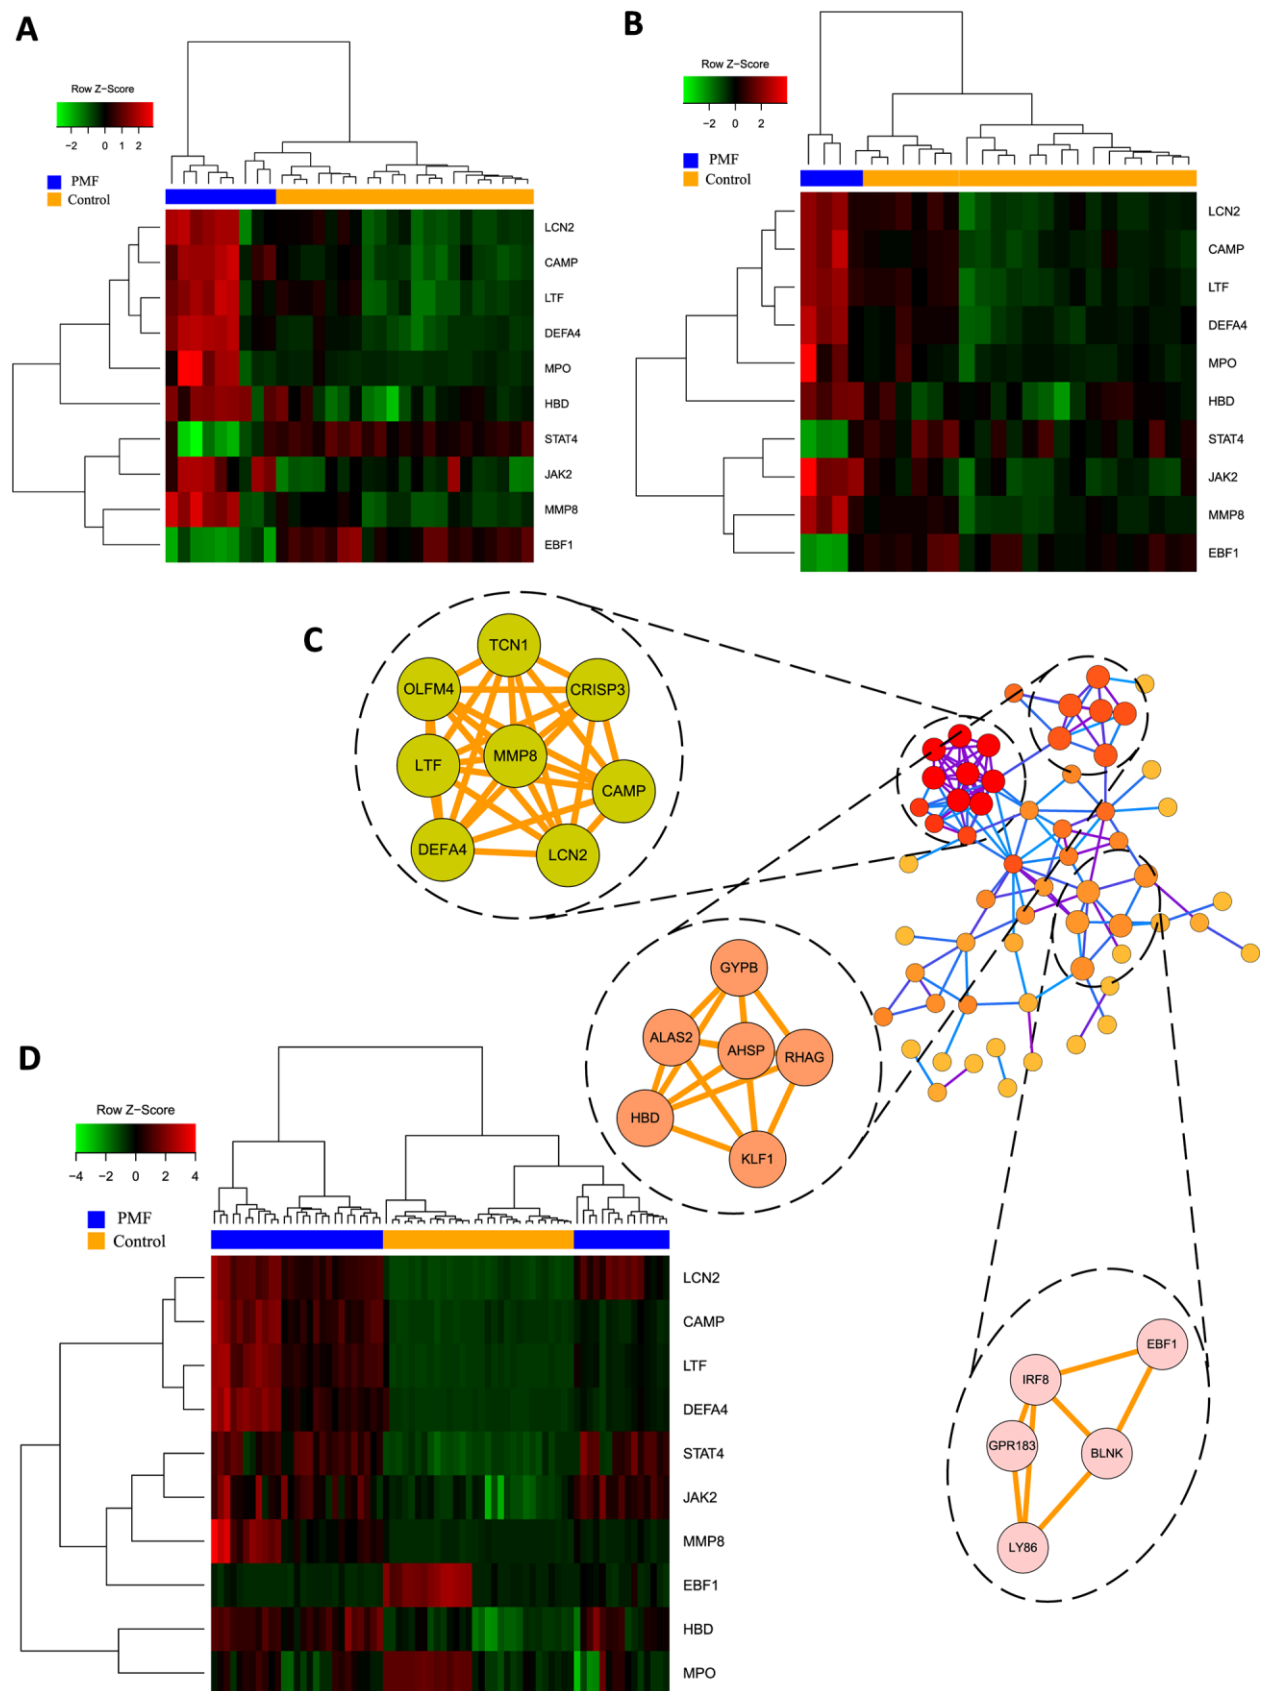 A
Row Z-Score
−2 0 1 2
PMF
Control
LCN2
CAMP
LTF
DEFA4
MPO
HBD
STAT4
JAK2
MMP8
EBF1
B
Row Z-Score
−2 0 2
PMF
Control
LCN2
CAMP
LTF
DEFA4
MPO
HBD
STAT4
JAK2
MMP8
EBF1
C
TCN1
OLFM4
CRISP3
MMP8
LTF
CAMP
DEFA4
LCN2
GYPB
ALAS2
AHSP
RHAG
HBD
KLF1
EBF1
IRF8
GPR183
BLNK
LY86
D
Row Z-Score
−4 −2 0 2 4
PMF
Control
LCN2
CAMP
LTF
DEFA4
STAT4
JAK2
MMP8
EBF1
HBD
MPO